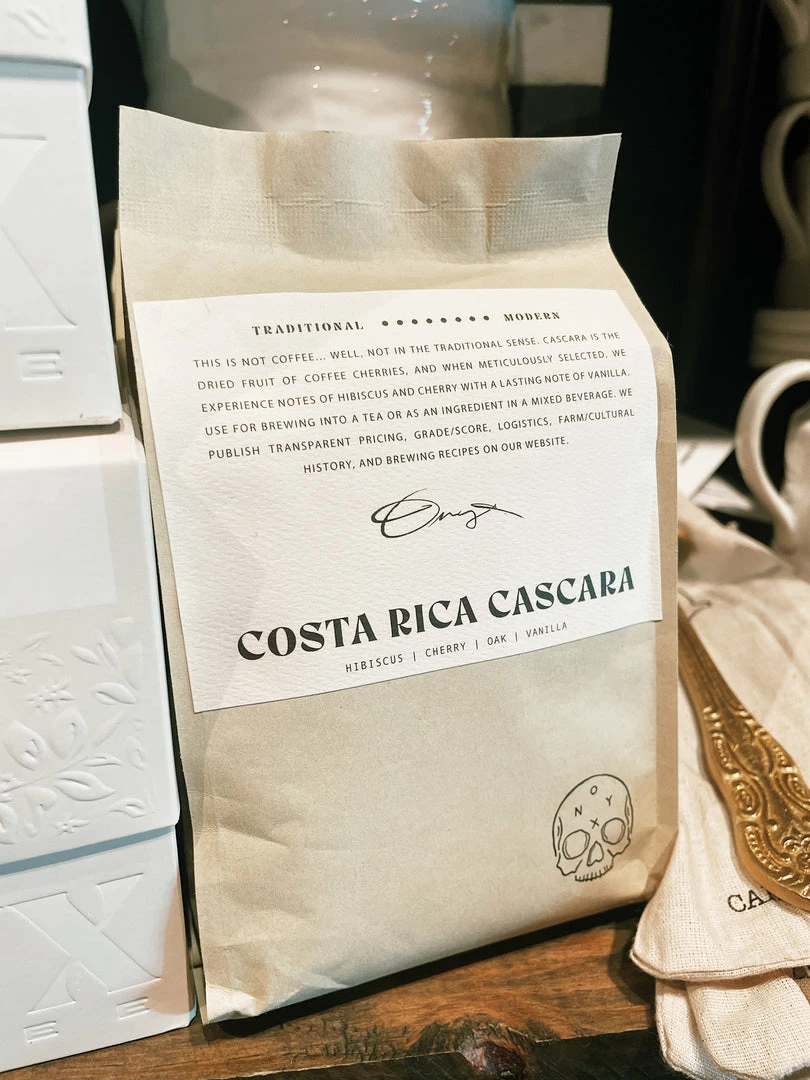 TRADITIONAL •••••••• MODERN
THIS IS NOT COFFEE... WELL, NOT IN THE TRADITIONAL SENSE. CASCARA IS THE
DRIED FRUIT OF COFFEE CHERRIES, AND WHEN METICULOUSLY SELECTED, WE
EXPERIENCE NOTES OF HIBISCUS AND CHERRY WITH A LASTING NOTE OF VANILLA.
USE FOR BREWING INTO A TEA OR AS AN INGREDIENT IN A MIXED BEVERAGE. WE
PUBLISH TRANSPARENT PRICING, GRADE/SCORE, LOGISTICS, FARM/CULTURAL
HISTORY, AND BREWING RECIPES ON OUR WEBSITE.
Onyx
COSTA RICA CASCARA
HIBISCUS | CHERRY | OAK | VANILLA
O
N Y
X
E
X
E E